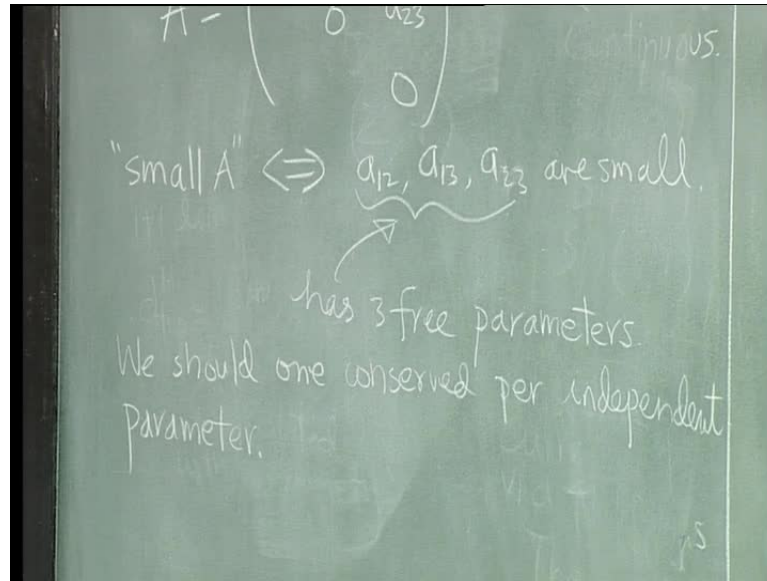 A = ( 0 a23
Continuous.
0 )
"small A" ⇔ a12, a13, a23 are small.
has 3 free parameters.
We should one conserved per independent
parameter.